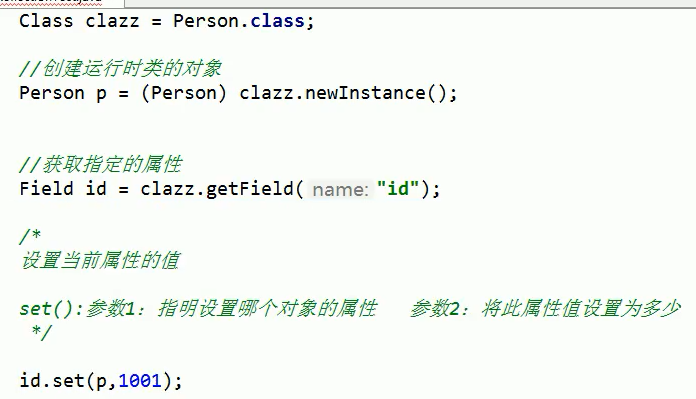 Class clazz = Person.class;
//创建运行时类的对象
Person p = (Person) clazz.newInstance();
//获取指定的属性
Field id = clazz.getField( name: "id");
/*
设置当前属性的值
set():参数1：指明设置哪个对象的属性   参数2：将此属性值设置为多少
*/
id.set(p,1001);